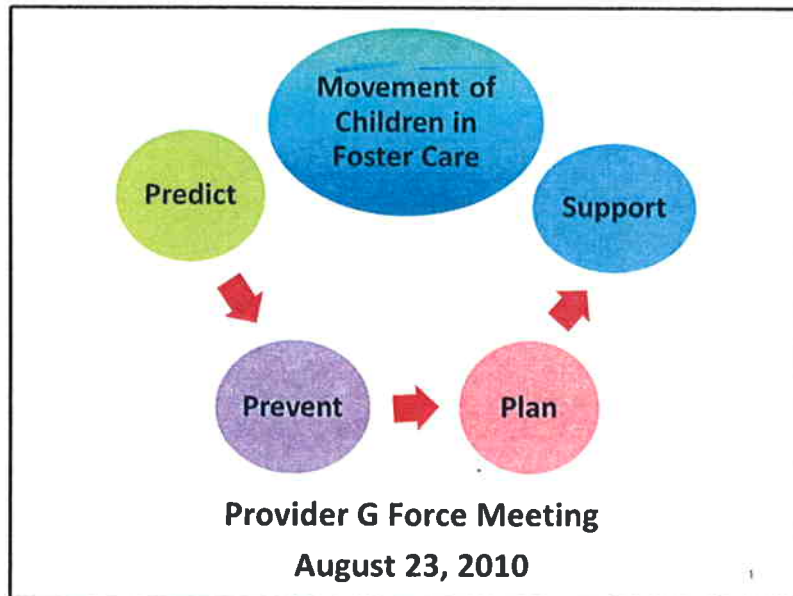 Movement of
Children in
Foster Care
Predict
Support
Prevent
Plan
Provider G Force Meeting
August 23, 2010
1